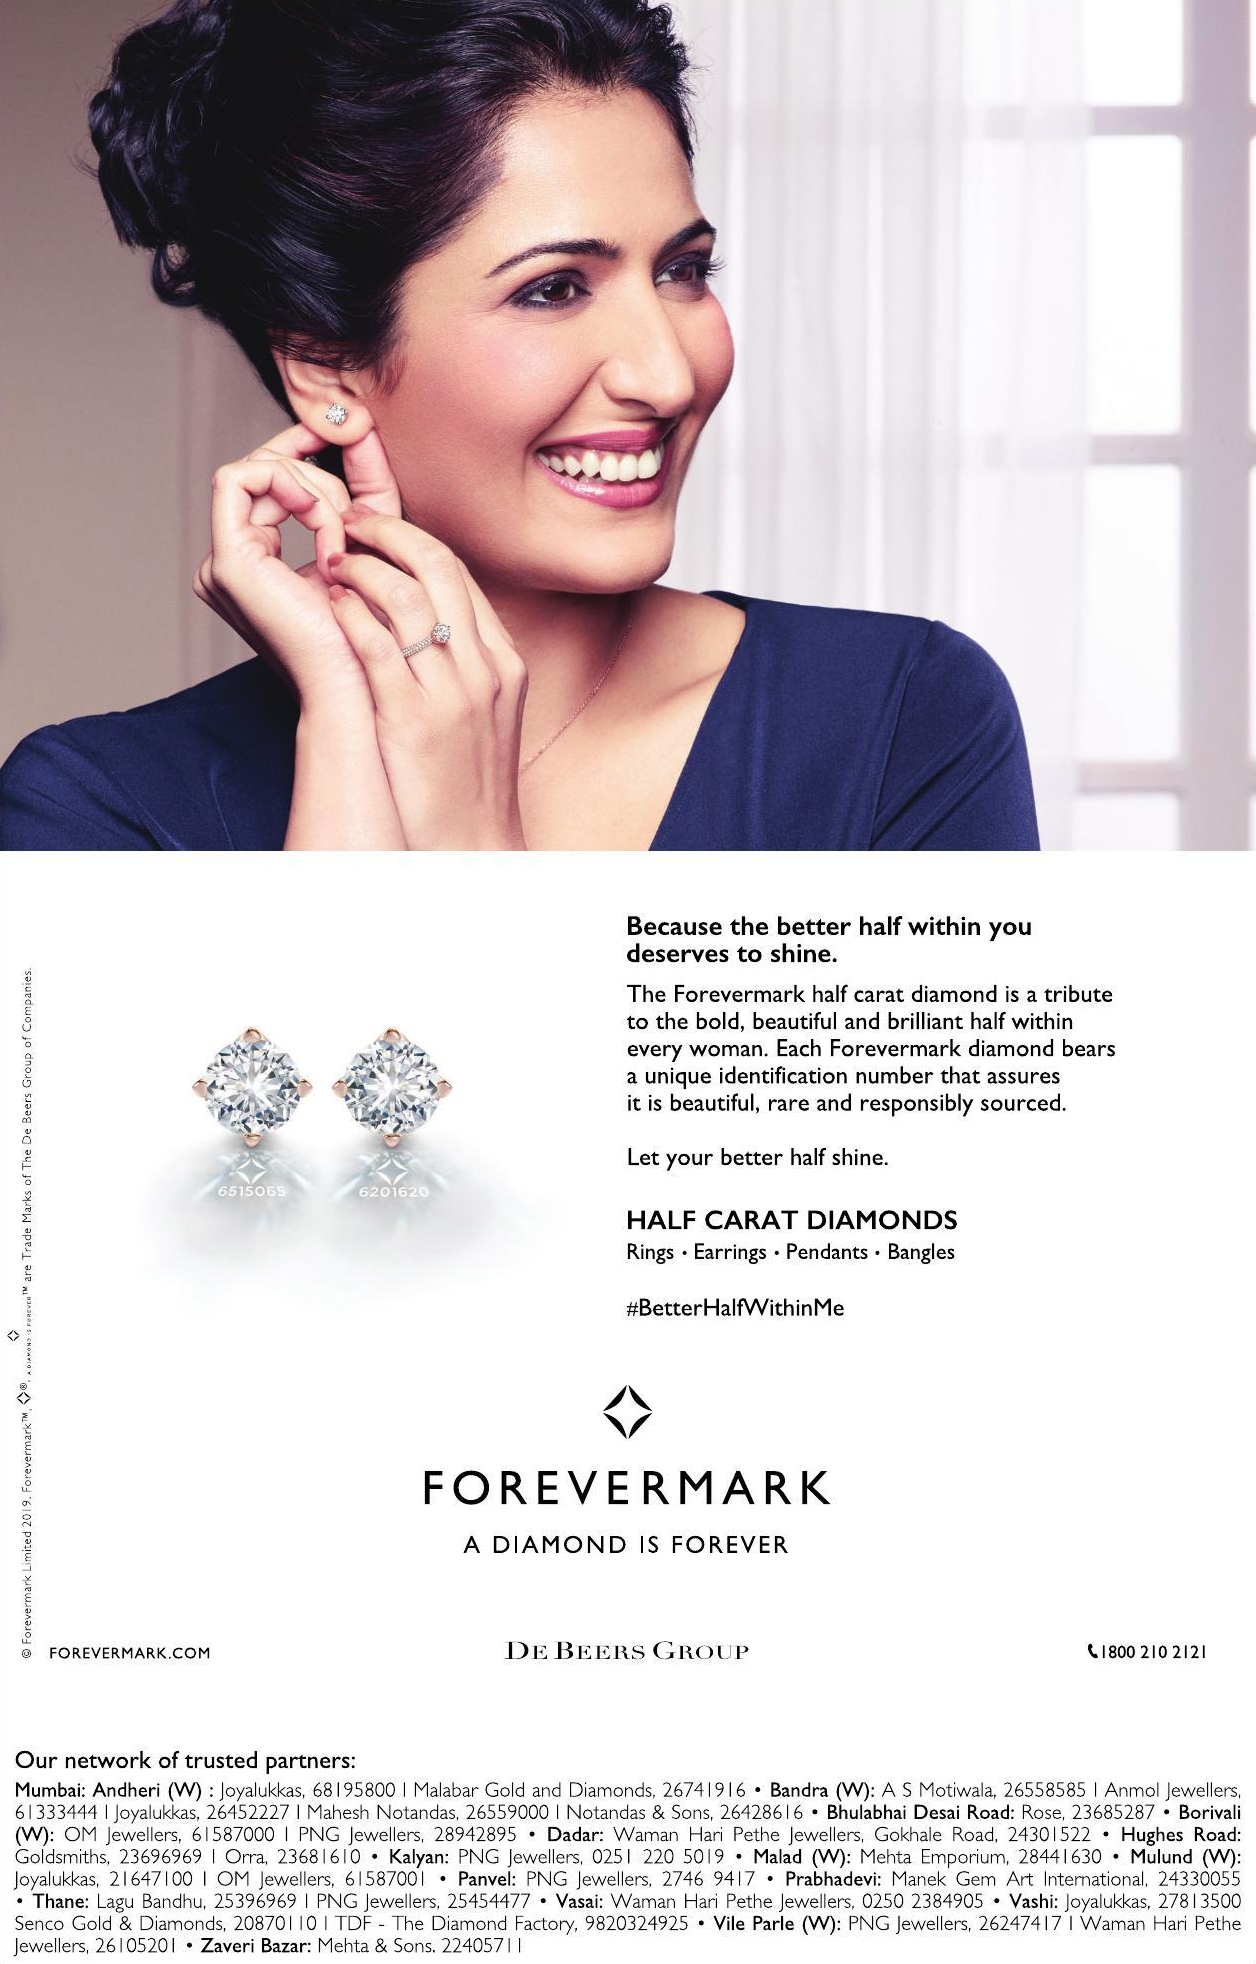 Because the better half within you
deserves to shine.
The Forevermark half carat diamond is a tribute
to the bold, beautiful and brilliant half within
every woman. Each Forevermark diamond bears
a unique identification number that assures
it is beautiful, rare and responsibly sourced.
Let your better half shine.
HALF CARAT DIAMONDS
Rings • Earrings • Pendants • Bangles
#BetterHalfWithinMe
6515065 6201620
© Forevermark Limited 2019. Forevermark™, ®, A DIAMOND IS FOREVER™ are Trade Marks of The De Beers Group of Companies.
FOREVERMARK
A DIAMOND IS FOREVER
FOREVERMARK.COM DE BEERS GROUP 1800 210 2121
Our network of trusted partners:
Mumbai: Andheri (W) : Joyalukkas, 68195800 | Malabar Gold and Diamonds, 26741916 • Bandra (W): A S Motiwala, 26558585 | Anmol Jewellers,
61333444 | Joyalukkas, 26452227 | Mahesh Notandas, 26559000 | Notandas & Sons, 26428616 • Bhulabhai Desai Road: Rose, 23685287 • Borivali
(W): OM Jewellers, 61587000 | PNG Jewellers, 28942895 • Dadar: Waman Hari Pethe Jewellers, Gokhale Road, 24301522 • Hughes Road:
Goldsmiths, 23696969 | Orra, 23681610 • Kalyan: PNG Jewellers, 0251 220 5019 • Malad (W): Mehta Emporium, 28441630 • Mulund (W):
Joyalukkas, 21647100 | OM Jewellers, 61587001 • Panvel: PNG Jewellers, 2746 9417 • Prabhadevi: Manek Gem Art International, 24330055
• Thane: Lagu Bandhu, 25396969 | PNG Jewellers, 25454477 • Vasai: Waman Hari Pethe Jewellers, 0250 2384905 • Vashi: Joyalukkas, 27813500
Senco Gold & Diamonds, 20870110 | TDF - The Diamond Factory, 9820324925 • Vile Parle (W): PNG Jewellers, 26247417 | Waman Hari Pethe
Jewellers, 26105201 • Zaveri Bazar: Mehta & Sons. 22405711